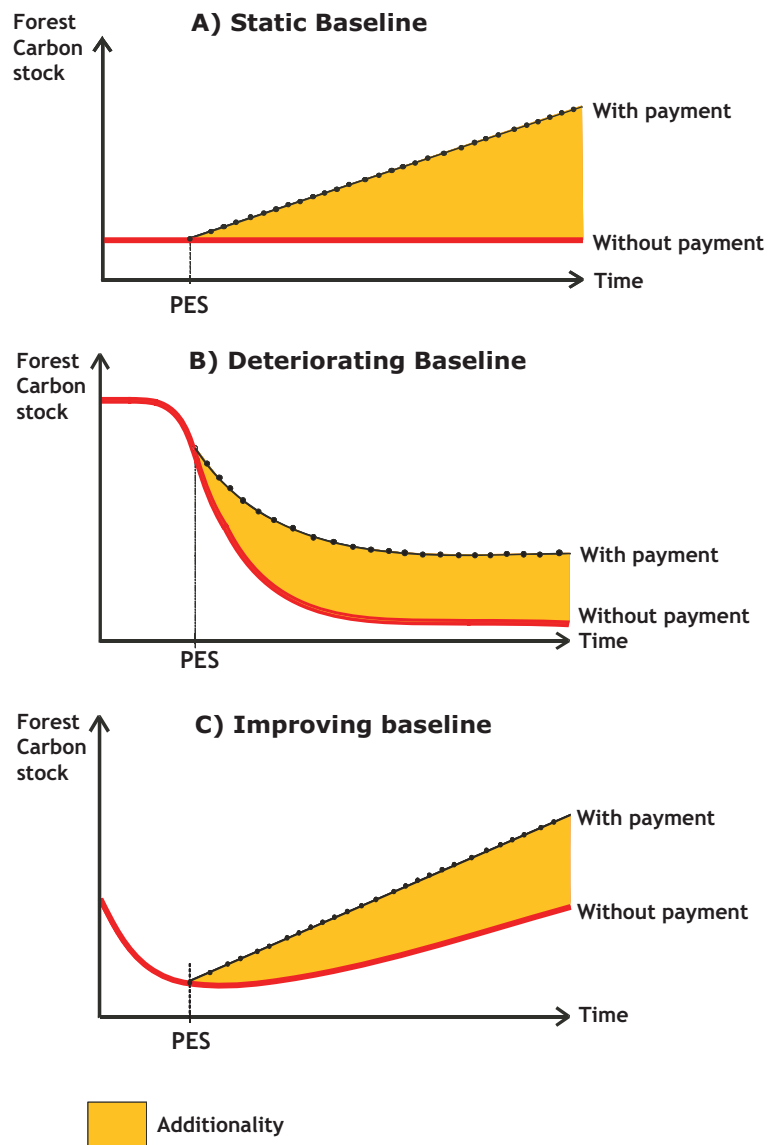 Forest
Carbon
stock
A) Static Baseline
With payment
Without payment
Time
PES
Forest
Carbon
stock
B) Deteriorating Baseline
With payment
Without payment
Time
PES
Forest
Carbon
stock
C) Improving baseline
With payment
Without payment
Time
PES
Additionality